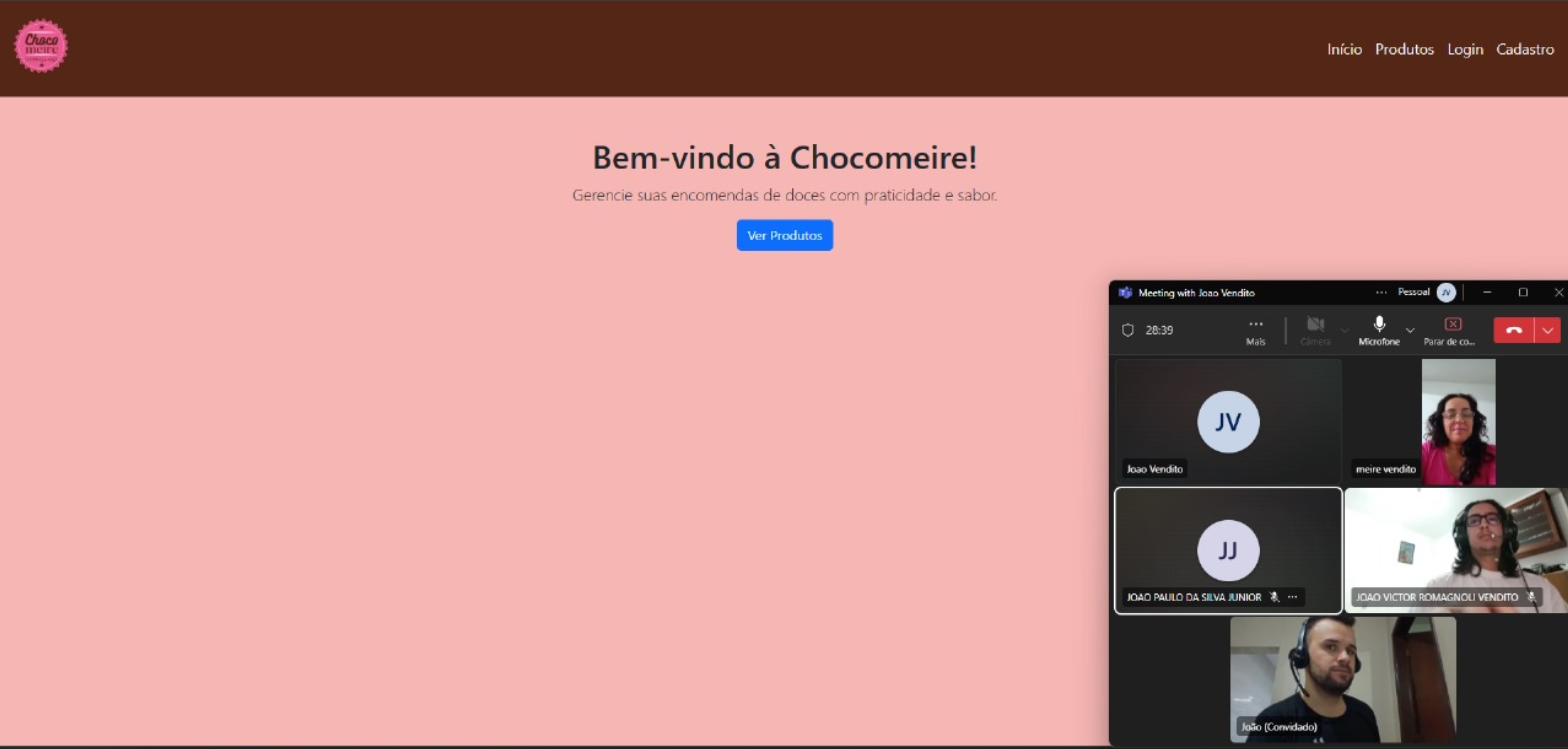 Choco
meire
Início Produtos Login Cadastro
Bem-vindo à Chocomeire!
Gerencie suas encomendas de doces com praticidade e sabor.
Ver Produtos
Meeting with Joao Vendito
... Pessoal JV
28:39
Mais
Câmera
Microfone
Parar de co...
JV
Joao Vendito
meire vendito
JJ
JOAO PAULO DA SILVA JUNIOR ...
JOAO VICTOR ROMAGNOLI VENDITO
João (Convidado)